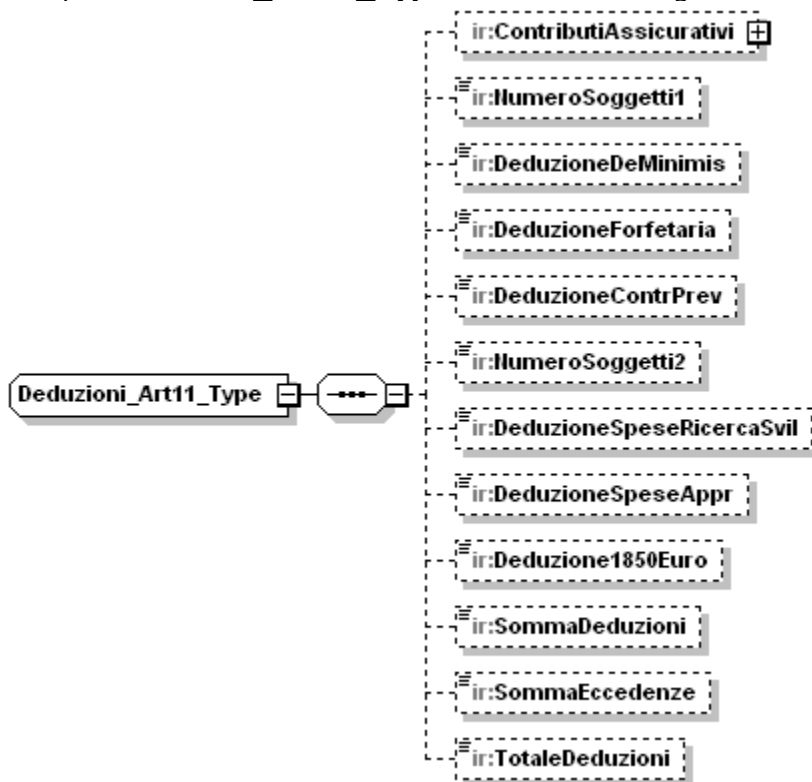 ir:ContributiAssicurativi
ir:NumeroSoggetti1
ir:DeduzioneDeMinimis
ir:DeduzioneForfetaria
ir:DeduzioneContrPrev
ir:NumeroSoggetti2
Deduzioni_Art11_Type
ir:DeduzioneSpeseRicercaSvil
ir:DeduzioneSpeseAppr
ir:Deduzione1850Euro
ir:SommaDeduzioni
ir:SommaEccedenze
ir:TotaleDeduzioni